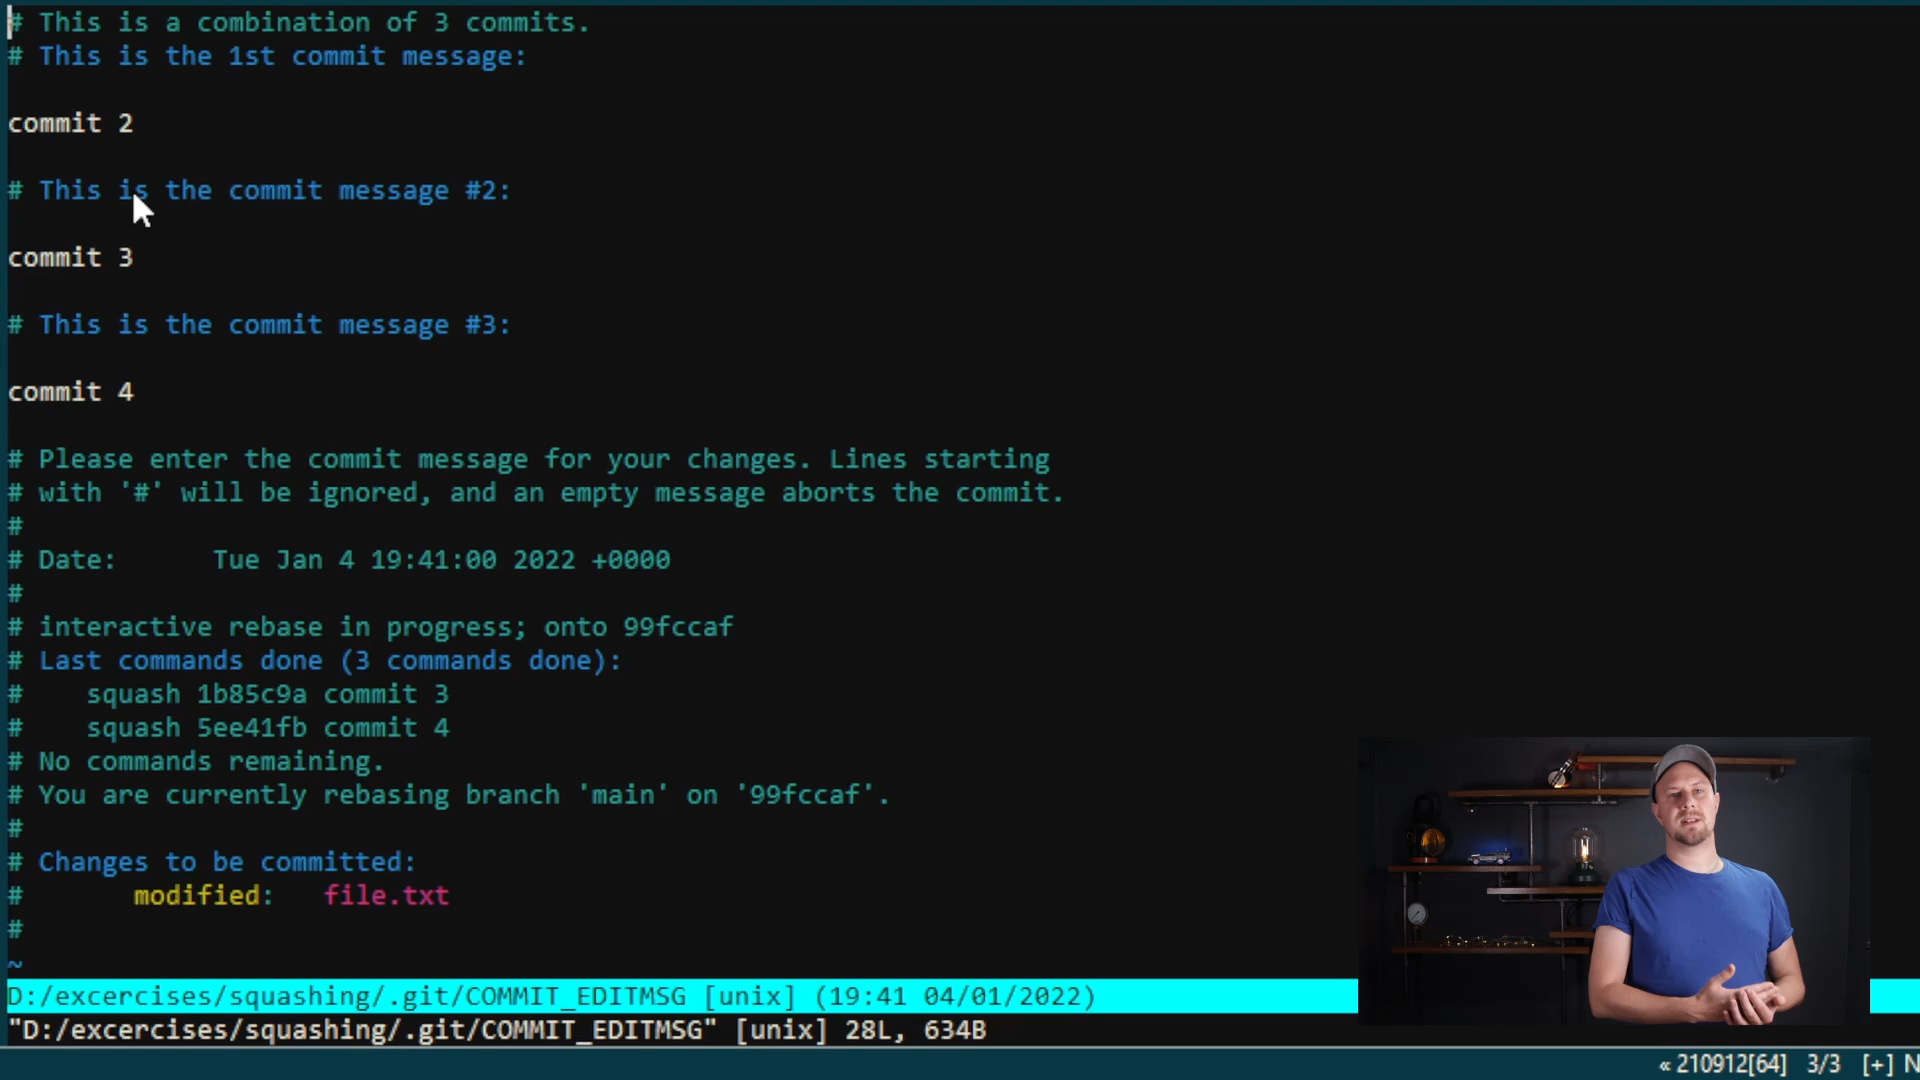 # This is a combination of 3 commits.
# This is the 1st commit message:
commit 2
# This is the commit message #2:
commit 3
# This is the commit message #3:
commit 4
# Please enter the commit message for your changes. Lines starting
# with '#' will be ignored, and an empty message aborts the commit.
#
# Date:      Tue Jan 4 19:41:00 2022 +0000
#
# interactive rebase in progress; onto 99fccaf
# Last commands done (3 commands done):
#    squash 1b85c9a commit 3
#    squash 5ee41fb commit 4
# No commands remaining.
# You are currently rebasing branch 'main' on '99fccaf'.
#
# Changes to be committed:
#       modified:   file.txt
#
~
D:/excercises/squashing/.git/COMMIT_EDITMSG [unix] (19:41 04/01/2022)
"D:/excercises/squashing/.git/COMMIT_EDITMSG" [unix] 28L, 634B
« 210912[64] 3/3 [+] N